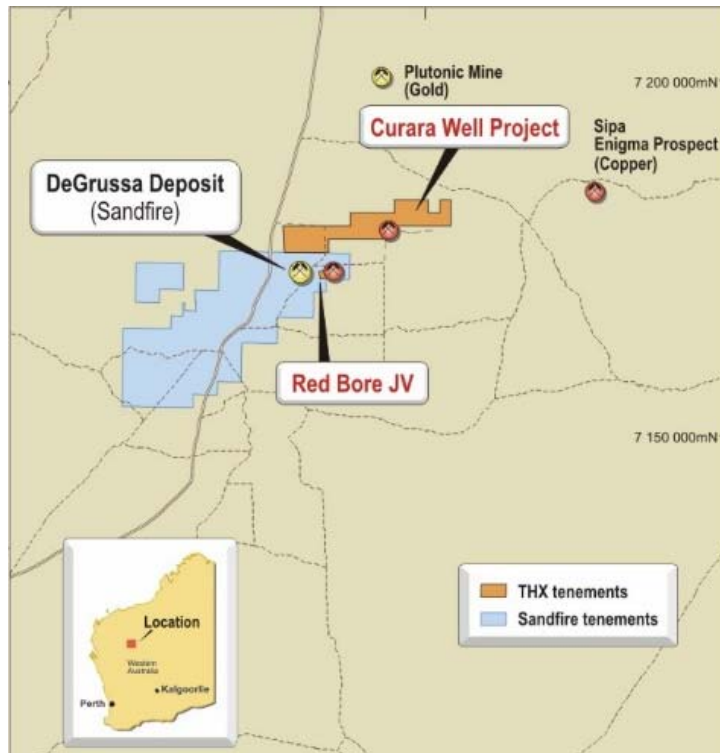 Plutonic Mine
(Gold)
7 200 000mN
Curara Well Project
Sipa
Enigma Prospect
(Copper)
DeGrussa Deposit
(Sandfire)
Red Bore JV
7 150 000mN
THX tenements
Sandfire tenements
Location
Western
Australia
Kalgoorlie
Perth